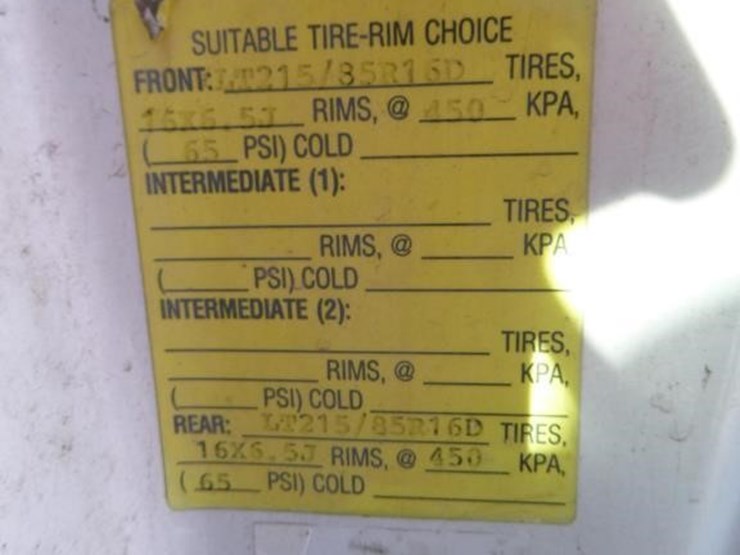 SUITABLE TIRE-RIM CHOICE
FRONT: LT215/85R16D TIRES,
16X6.5J RIMS, @ 450 KPA,
( 65 PSI) COLD
INTERMEDIATE (1):
TIRES,
RIMS, @ KPA
( PSI) COLD
INTERMEDIATE (2):
TIRES,
RIMS, @ KPA,
( PSI) COLD
REAR: LT215/85R16D TIRES,
16X6.5J RIMS, @ 450 KPA,
( 65 PSI) COLD